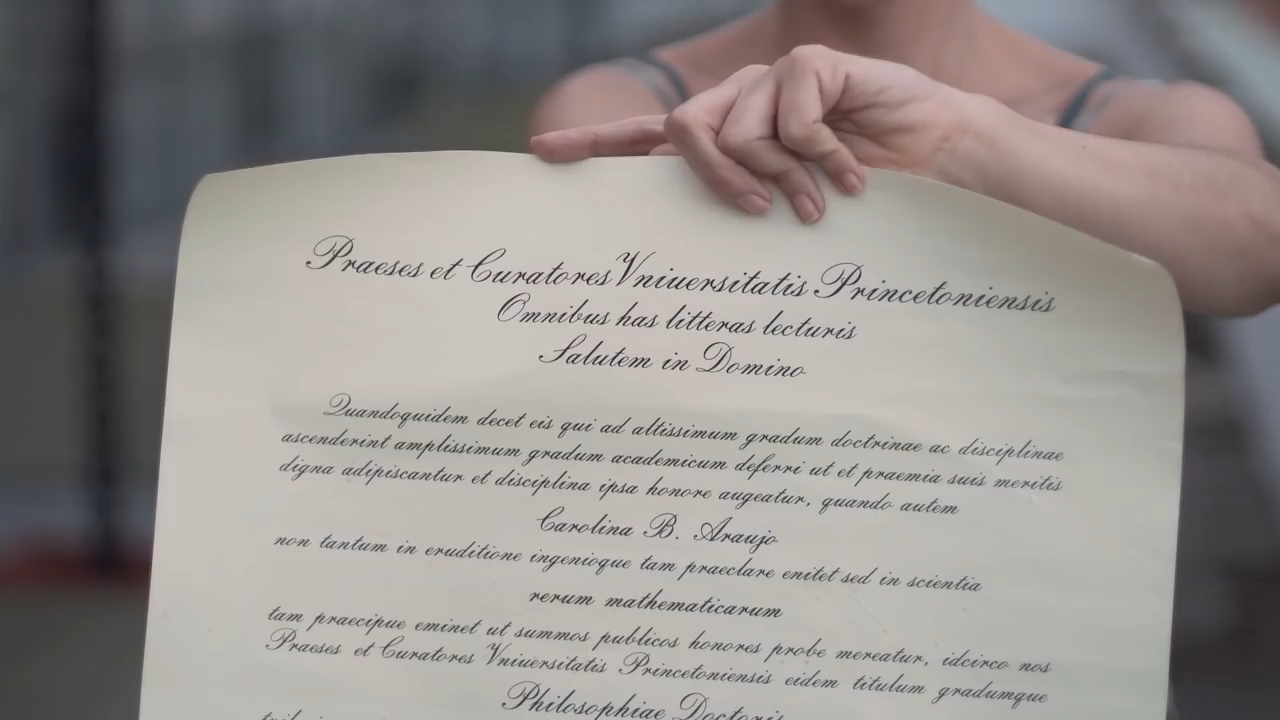 Praeses et Curatores Vniuersitatis Princetoniensis
Omnibus has litteras lecturis
Salutem in Domino
Quandoquidem decet eis qui ad altissimum gradum doctrinae ac disciplinae
ascenderint amplissimum gradum academicum deferri ut et praemia suis meritis
digna adipiscantur et disciplina ipsa honore augeatur, quando autem
Carolina B. Araujo
non tantum in eruditione ingenioque tam praeclare enitet sed in scientia
rerum mathematicarum
tam praecipue eminet ut summos publicos honores probe mereatur, idcirco nos
Praeses et Curatores Vniuersitatis Princetoniensis eidem titulum gradumque
Philosophiae Doctoris